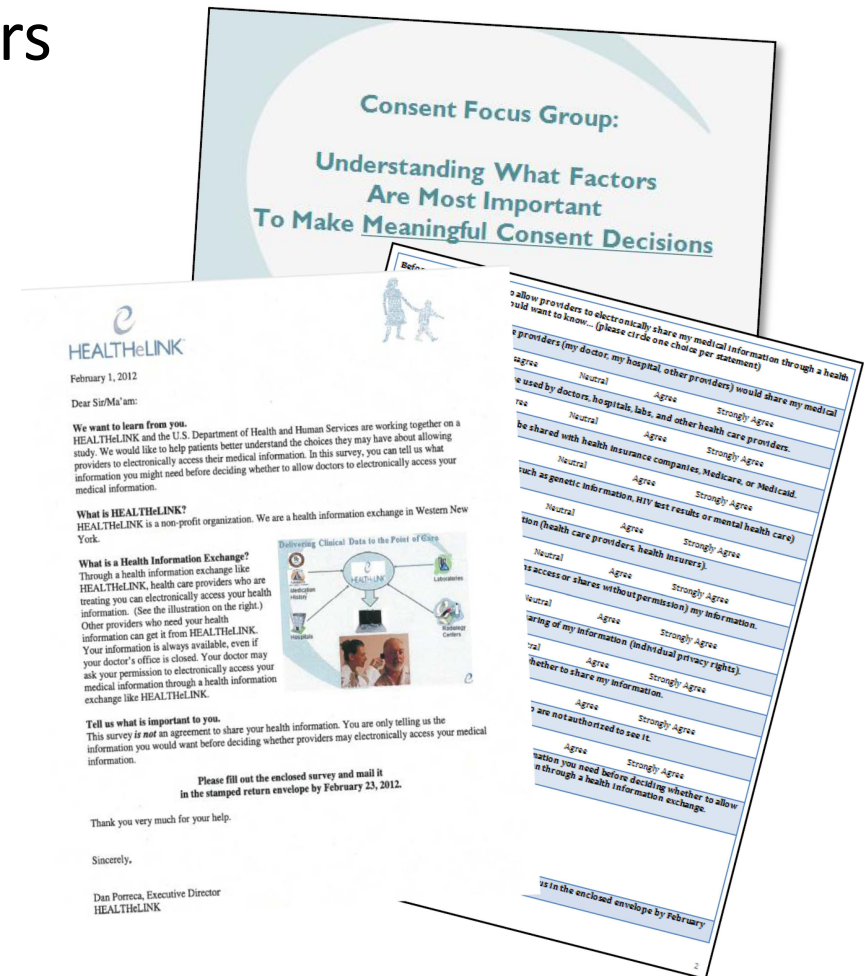 rs
Consent Focus Group:
Understanding What Factors
Are Most Important
To Make Meaningful Consent Decisions
HEALTHeLINK
February 1, 2012
Dear Sir/Ma'am:
We want to learn from you.
HEALTHeLINK and the U.S. Department of Health and Human Services are working together on a
study. We would like to help patients better understand the choices they may have about allowing
providers to electronically access their medical information. In this survey, you can tell us what
information you might need before deciding whether to allow doctors to electronically access your
medical information.
What is HEALTHeLINK?
HEALTHeLINK is a non-profit organization. We are a health information exchange in Western New
York.
What is a Health Information Exchange?
Through a health information exchange like
HEALTHeLINK, health care providers who are
treating you can electronically access your health
information. (See the illustration on the right.)
Other providers who need your health
information can get it from HEALTHeLINK.
Your information is always available, even if
your doctor's office is closed. Your doctor may
ask your permission to electronically access your
medical information through a health information
exchange like HEALTHeLINK.
Delivering Clinical Data to the Point of Care
HEALTHeLINK
Medication
History
Laboratories
Hospitals
Radiology
Centers
Tell us what is important to you.
This survey is not an agreement to share your health information. You are only telling us the
information you would want before deciding whether providers may electronically access your medical
information.
Please fill out the enclosed survey and mail it
in the stamped return envelope by February 23, 2012.
Thank you very much for your help.
Sincerely,
Dan Porreca, Executive Director
HEALTHeLINK
o allow providers to electronically share my medical information through a health
ould want to know... (please circle one choice per statement)
e providers (my doctor, my hospital, other providers) would share my medical
sagree Neutral Agree Strongly Agree
e used by doctors, hospitals, labs, and other health care providers.
ree Neutral Agree Strongly Agree
be shared with health insurance companies, Medicare, or Medicaid.
Neutral Agree Strongly Agree
such as genetic information, HIV test results or mental health care)
Neutral Agree Strongly Agree
tion (health care providers, health insurers).
Neutral Agree Strongly Agree
ns access or shares without permission) my information.
Neutral Agree Strongly Agree
aring of my information (individual privacy rights).
tral Agree Strongly Agree
hether to share my information.
Agree Strongly Agree
o are not authorized to see it.
Agree Strongly Agree
mation you need before deciding whether to allow
n through a health information exchange.
us in the enclosed envelope by February
2